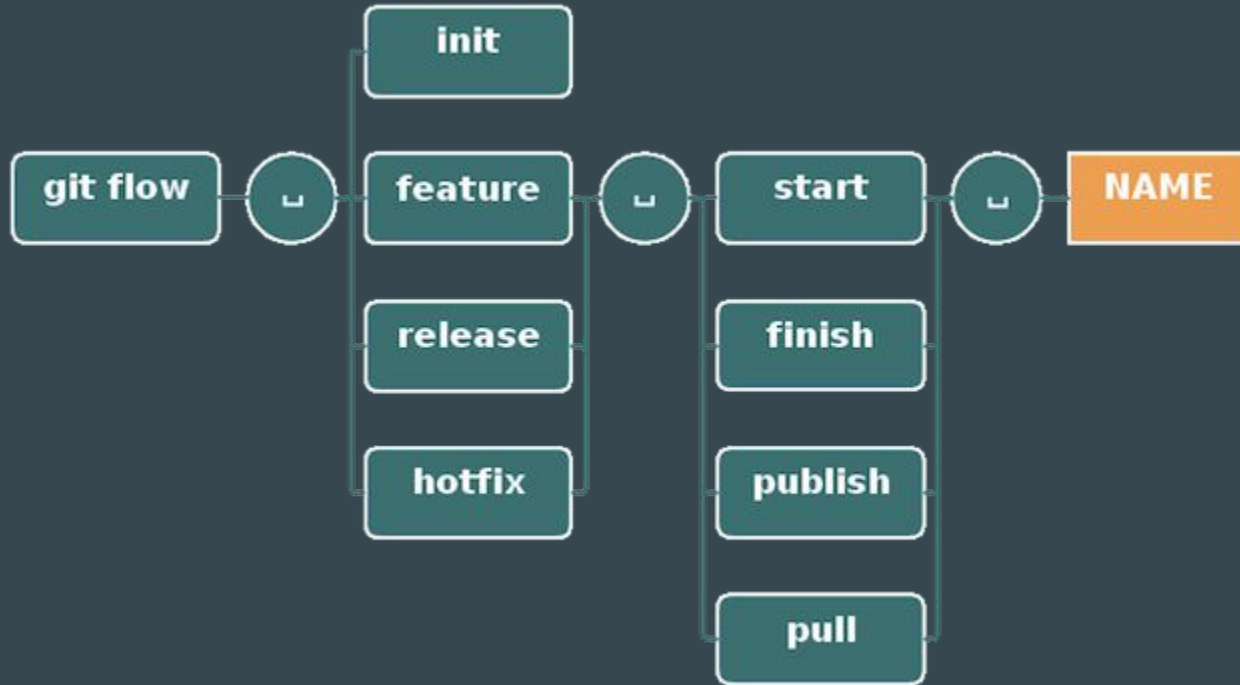 init
git flow
␣
feature
␣
start
␣
NAME
release
finish
hotfix
publish
pull